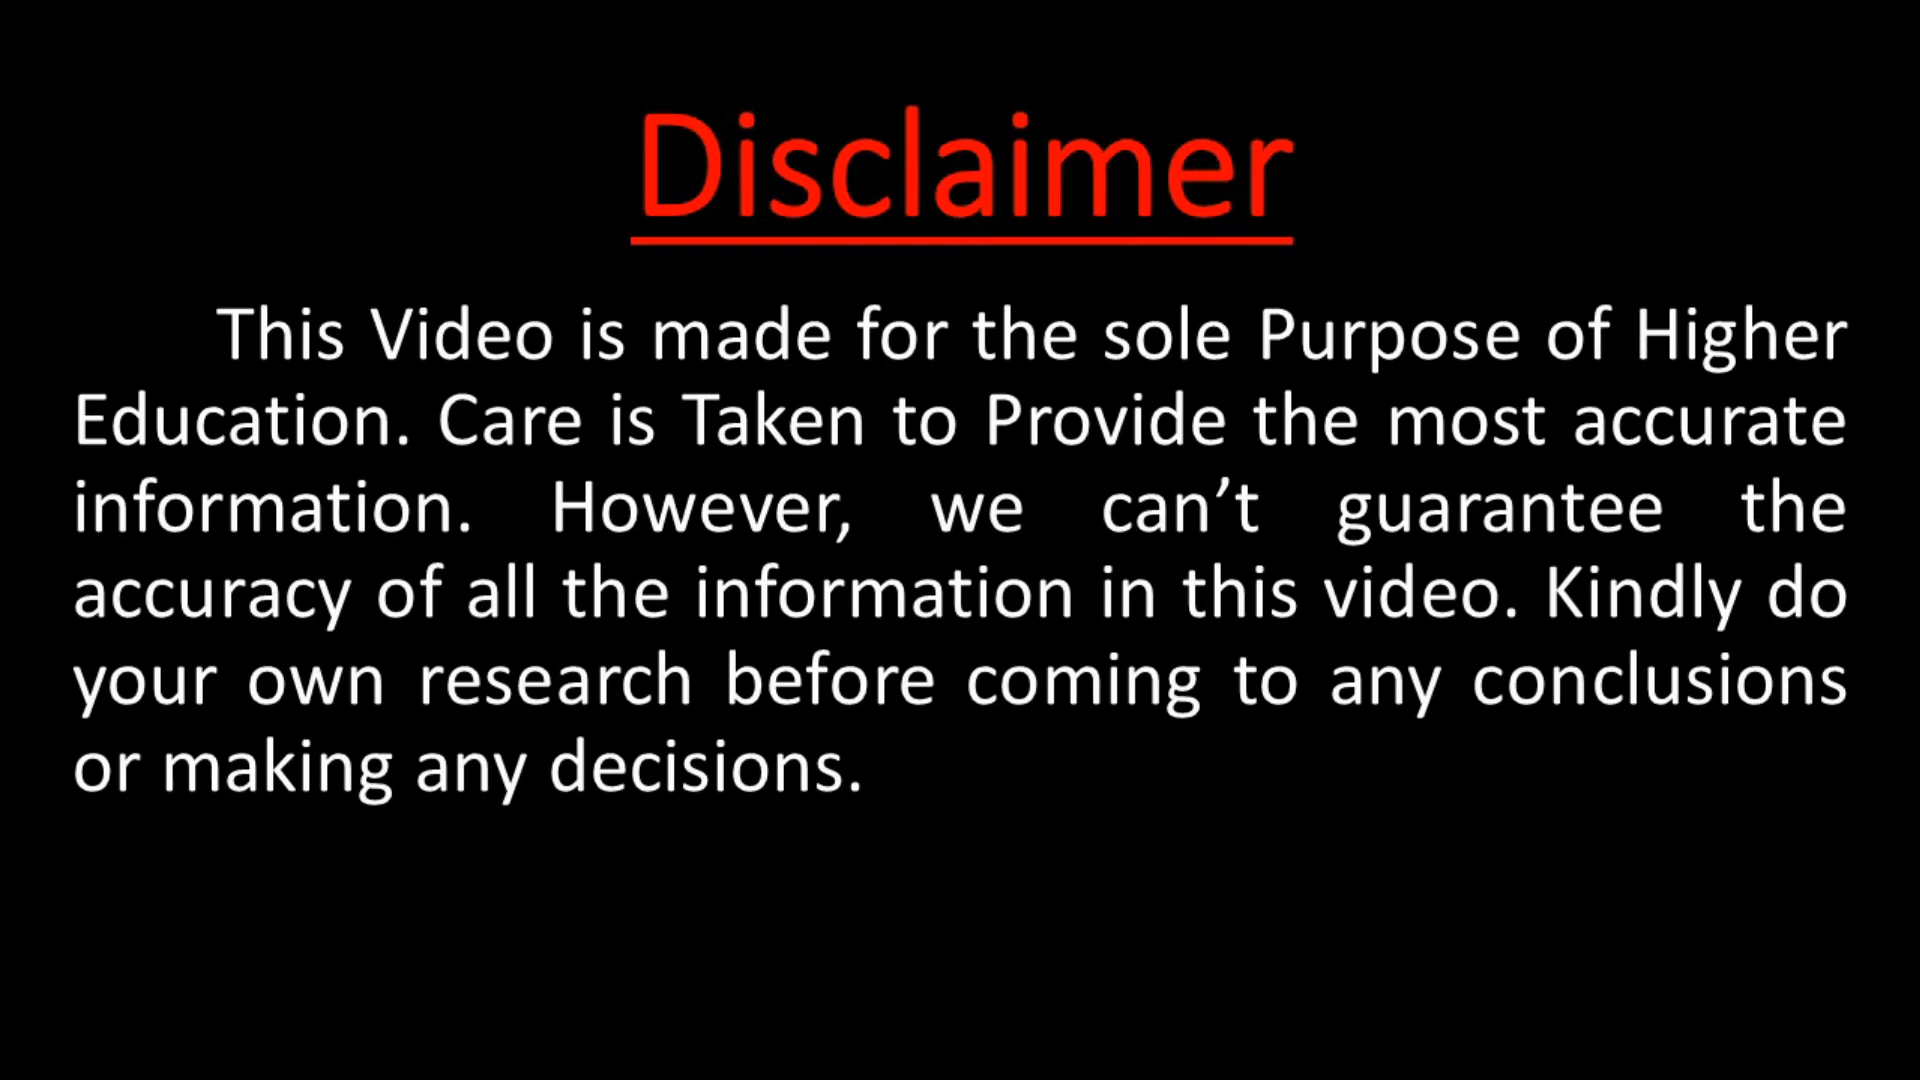 Disclaimer
This Video is made for the sole Purpose of Higher
Education. Care is Taken to Provide the most accurate
information. However, we can’t guarantee the
accuracy of all the information in this video. Kindly do
your own research before coming to any conclusions
or making any decisions.